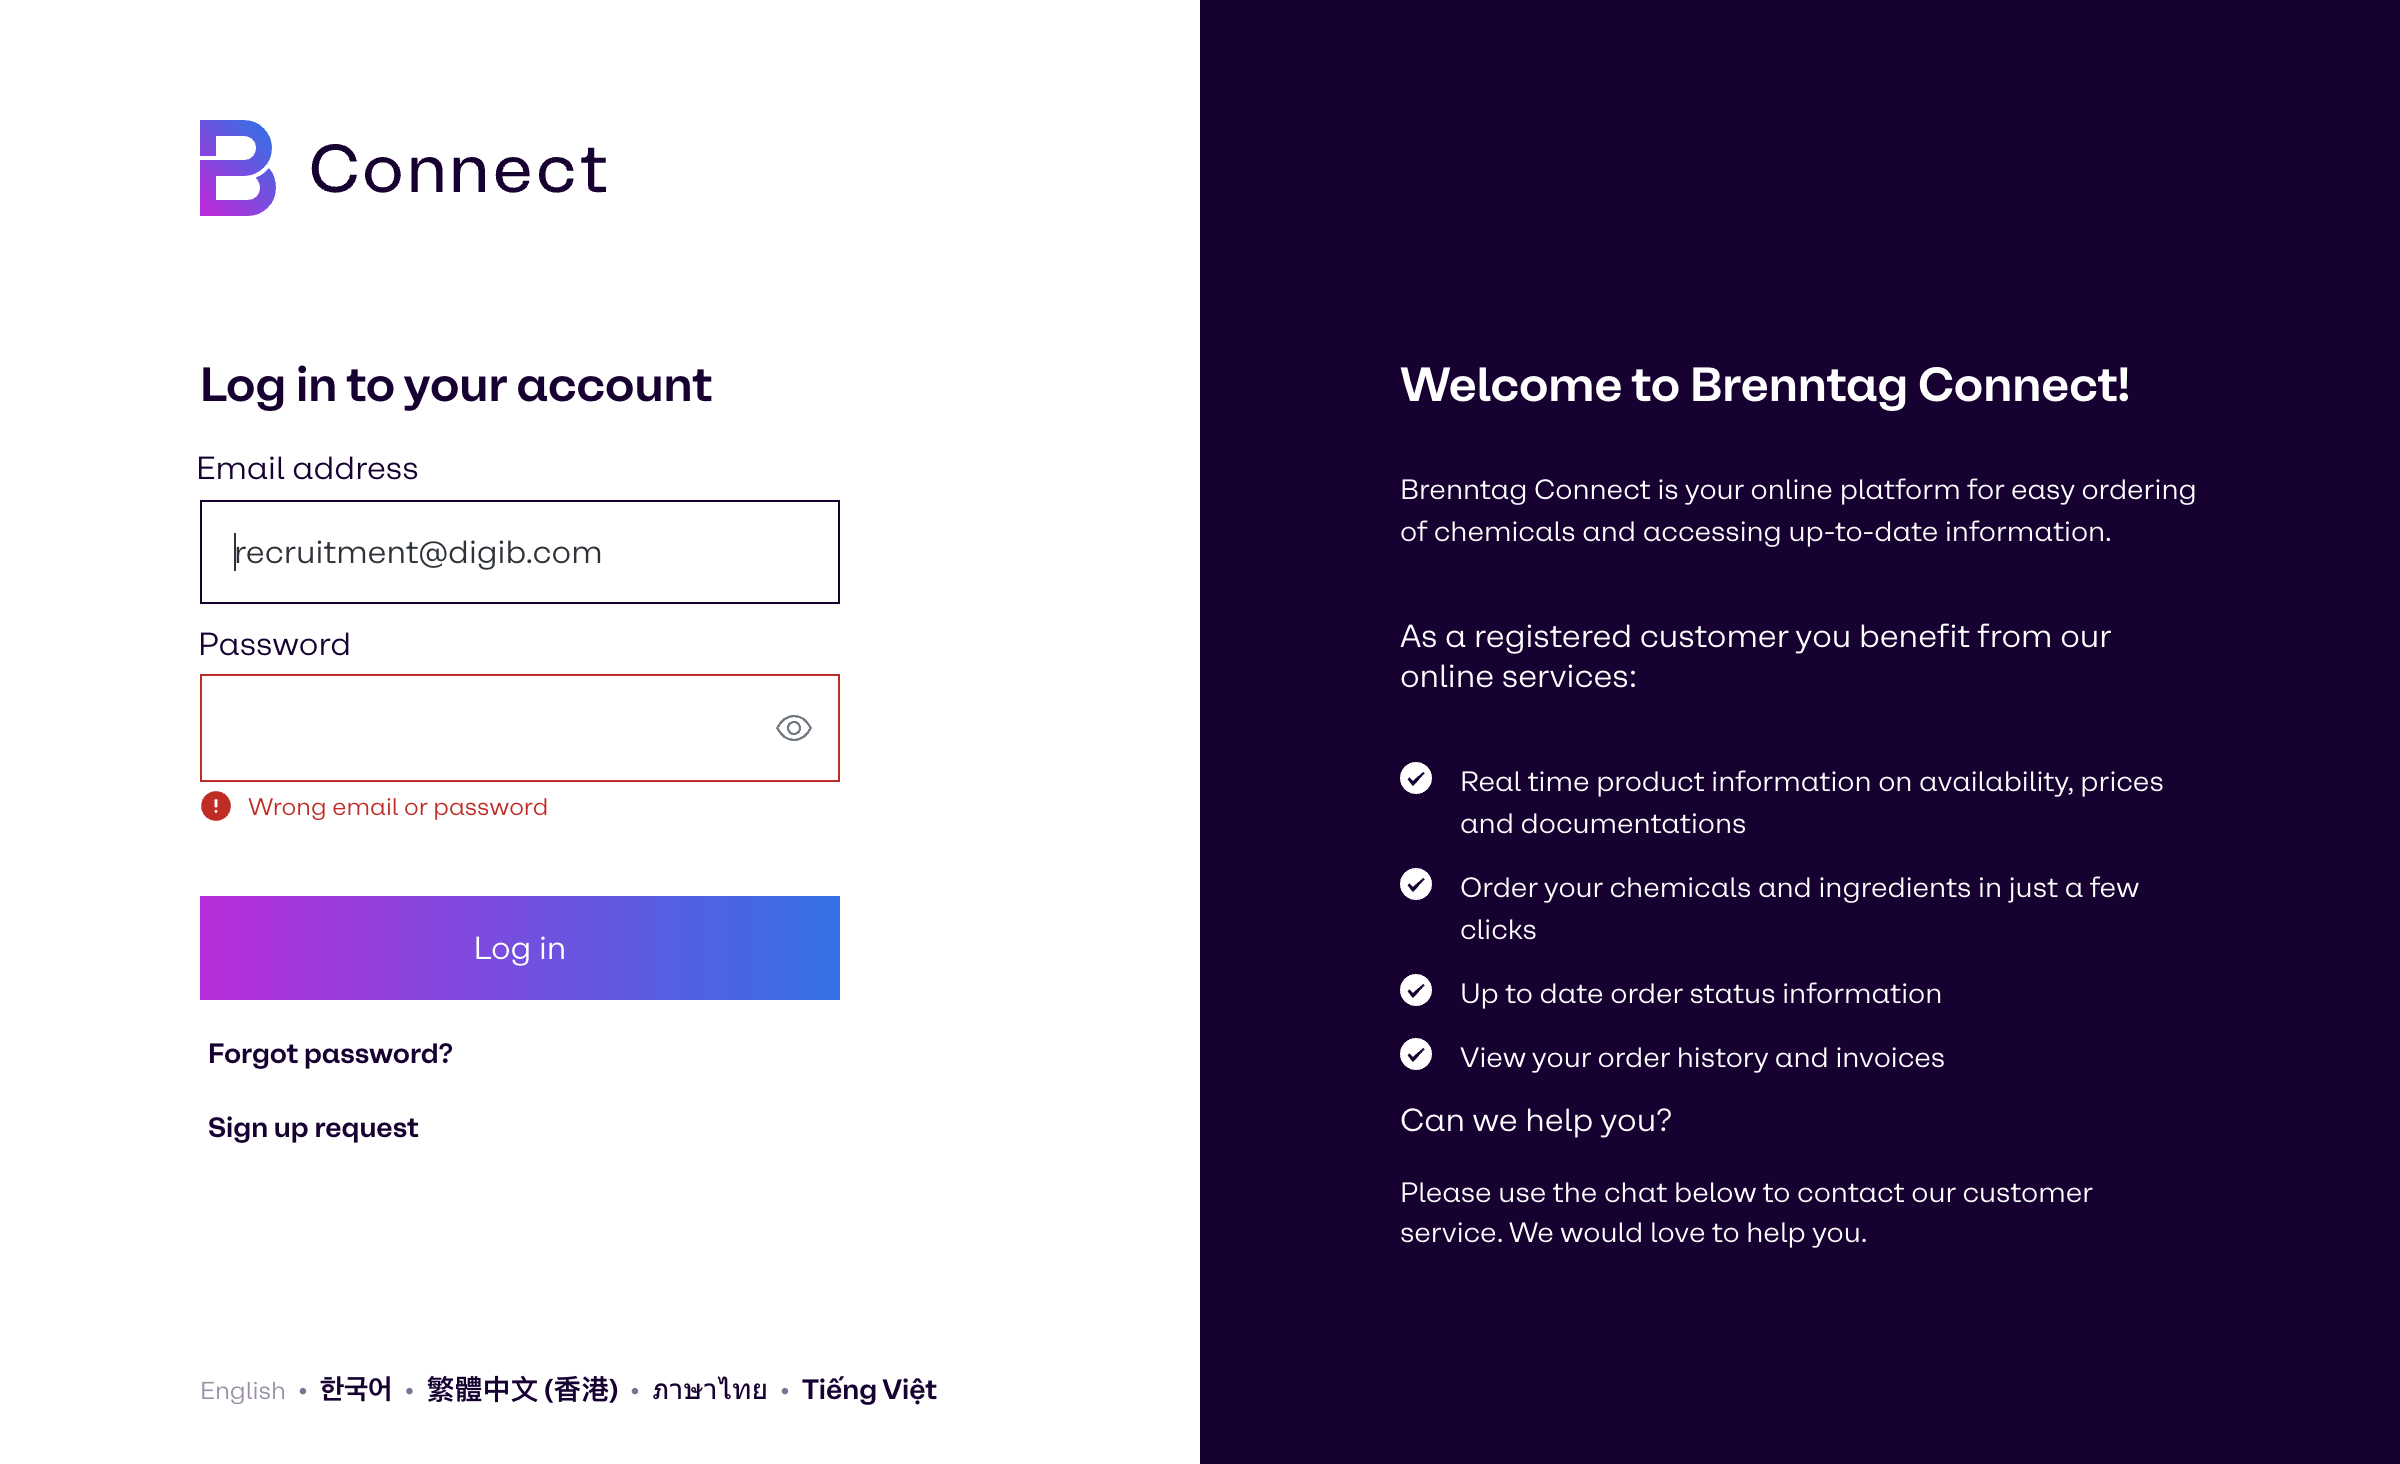 B Connect
Log in to your account
Email address
recruitment@digib.com
Password
Wrong email or password
Log in
Forgot password?
Sign up request
English • 한국어 • 繁體中文 (香港) • ภาษาไทย • Tiếng Việt
Welcome to Brenntag Connect!
Brenntag Connect is your online platform for easy ordering
of chemicals and accessing up-to-date information.
As a registered customer you benefit from our
online services:
Real time product information on availability, prices
and documentations
Order your chemicals and ingredients in just a few
clicks
Up to date order status information
View your order history and invoices
Can we help you?
Please use the chat below to contact our customer
service. We would love to help you.